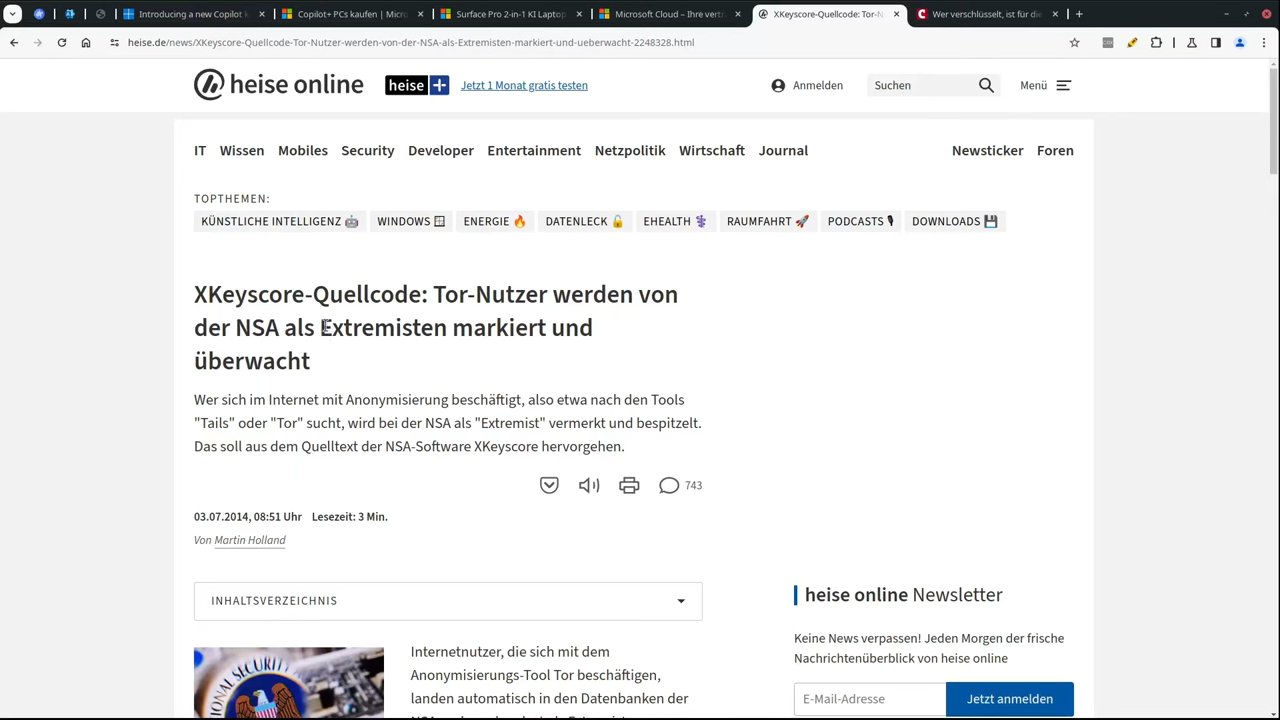 Introducing a new Copilot k
Copilot+ PCs kaufen | Micro
Surface Pro 2-in-1 KI Laptop
Microsoft Cloud – Ihre vert
XKeyscore-Quellcode: Tor-N
Wer verschlüsselt, ist für die
heise.de/news/XKeyscore-Quellcode-Tor-Nutzer-werden-von-der-NSA-als-Extremisten-markiert-und-ueberwacht-2248328.html
heise online
heise +
Jetzt 1 Monat gratis testen
Anmelden
Suchen
Menü
IT Wissen Mobiles Security Developer Entertainment Netzpolitik Wirtschaft Journal Newsticker Foren
TOPTHEMEN:
KÜNSTLICHE INTELLIGENZ 🤖 WINDOWS 🪟 ENERGIE 🔥 DATENLECK 🔓 EHEALTH ⚕️ RAUMFAHRT 🚀 PODCASTS 🎙 DOWNLOADS 💾
XKeyscore-Quellcode: Tor-Nutzer werden von
der NSA als Extremisten markiert und
überwacht
Wer sich im Internet mit Anonymisierung beschäftigt, also etwa nach den Tools
"Tails" oder "Tor" sucht, wird bei der NSA als "Extremist" vermerkt und bespitzelt.
Das soll aus dem Quelltext der NSA-Software XKeyscore hervorgehen.
743
03.07.2014, 08:51 Uhr Lesezeit: 3 Min.
Von Martin Holland
INHALTSVERZEICHNIS
Internetnutzer, die sich mit dem
Anonymisierungs-Tool Tor beschäftigen,
landen automatisch in den Datenbanken der
heise online Newsletter
Keine News verpassen! Jeden Morgen der frische
Nachrichtenüberblick von heise online
E-Mail-Adresse
Jetzt anmelden